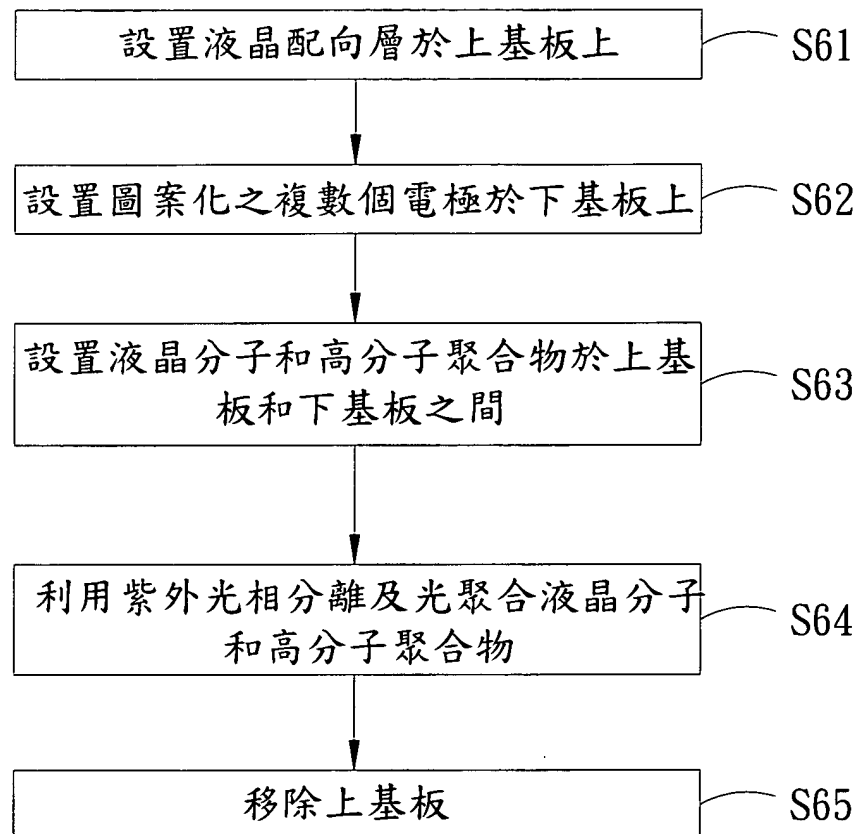 設置液晶配向層於上基板上 S61
設置圖案化之複數個電極於下基板上 S62
設置液晶分子和高分子聚合物於上基
板和下基板之間 S63
利用紫外光相分離及光聚合液晶分子
和高分子聚合物 S64
移除上基板 S65